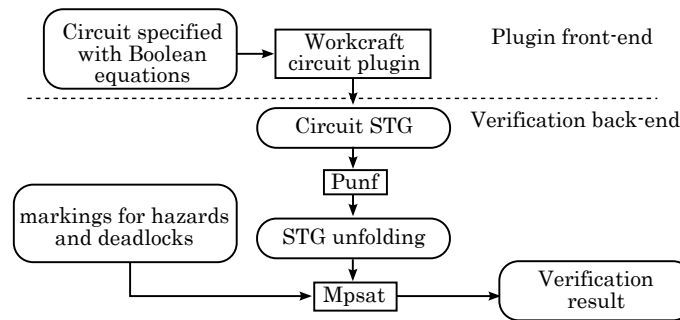 Circuit specified
with Boolean
equations
Workcraft
circuit plugin
Plugin front-end
Circuit STG
Verification back-end
Punf
markings for hazards
and deadlocks
STG unfolding
Mpsat
Verification
result